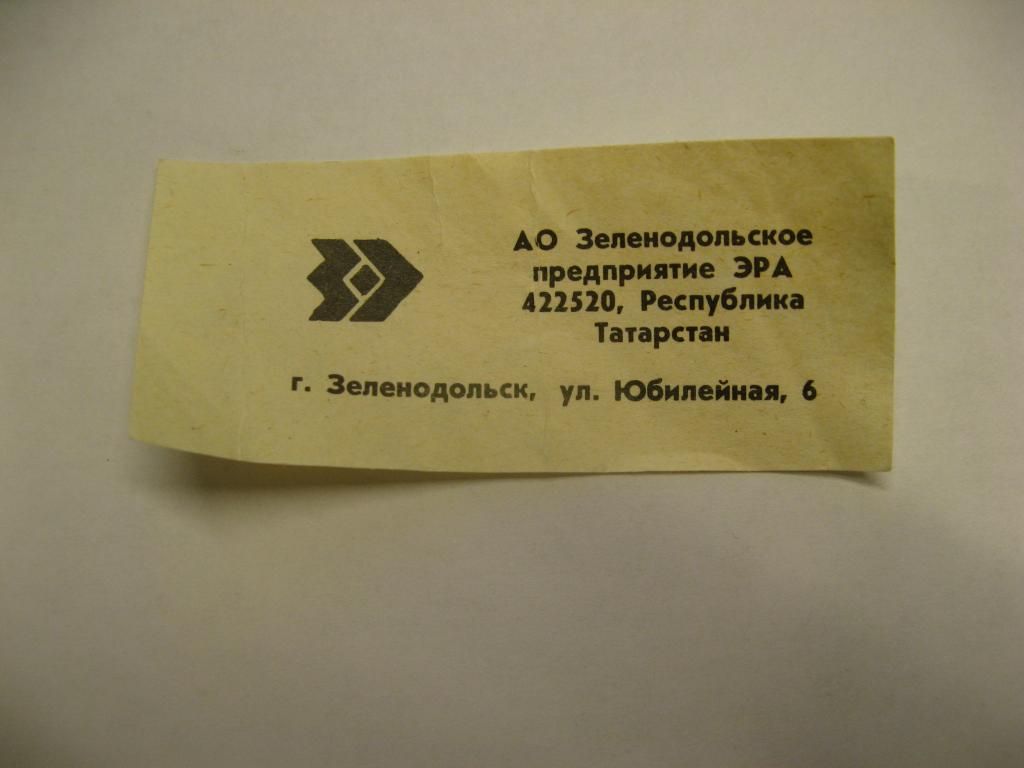 АО Зеленодольское
предприятие ЭРА
422520, Республика
Татарстан
г. Зеленодольск, ул. Юбилейная, 6